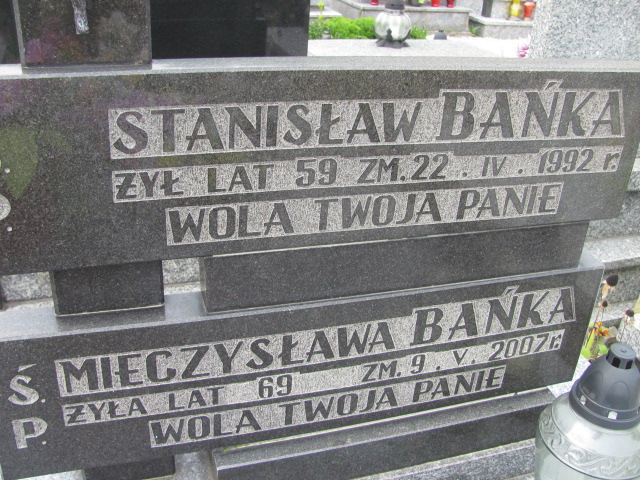 STANISŁAW BAŃKA
ŻYŁ LAT 59 ZM. 22 . IV . 1992 r.
WOLA TWOJA PANIE
Ś. MIECZYSŁAWA BAŃKA
P. ŻYŁA LAT 69 ZM. 9 . V . 2007 r.
WOLA TWOJA PANIE